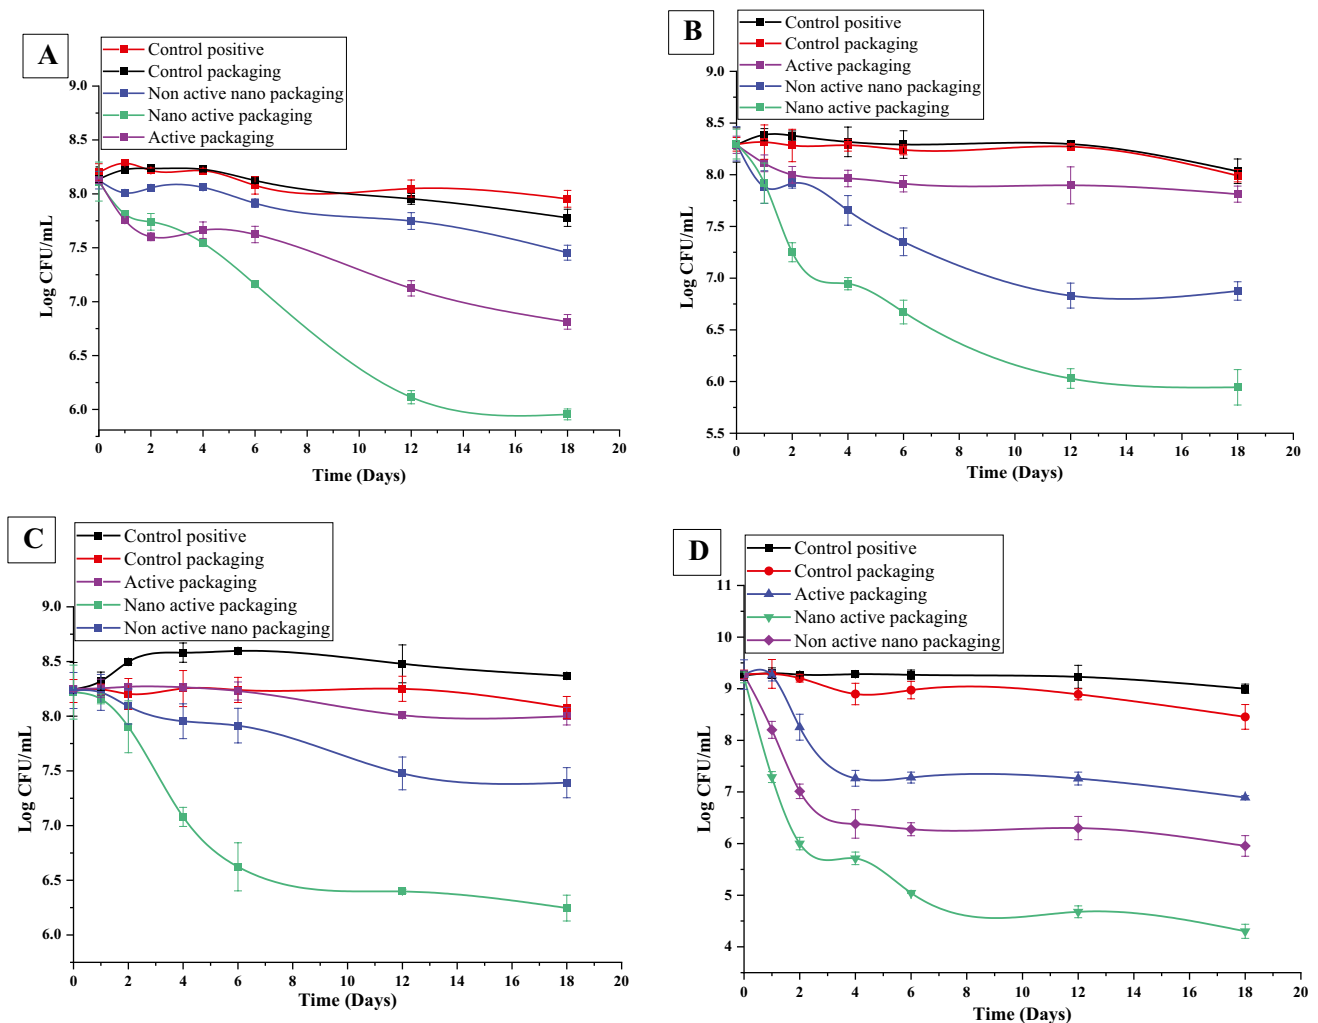 A
Control positive
Control packaging
Non active nano packaging
Nano active packaging
Active packaging
9.0
8.5
8.0
7.5
7.0
6.5
6.0
Log CFU/mL
0 2 4 6 8 10 12 14 16 18 20
Time (Days)
B
Control positive
Control packaging
Active packaging
Non active nano packaging
Nano active packaging
9.0
8.5
8.0
7.5
7.0
6.5
6.0
5.5
Log CFU/mL
0 2 4 6 8 10 12 14 16 18 20
Time (Days)
C
Control positive
Control packaging
Active packaging
Nano active packaging
Non active nano packaging
9.0
8.5
8.0
7.5
7.0
6.5
6.0
Log CFU/mL
0 2 4 6 8 10 12 14 16 18 20
Time (Days)
D
Control positive
Control packaging
Active packaging
Nano active packaging
Non active nano packaging
11
10
9
8
7
6
5
4
Log CFU/mL
0 2 4 6 8 10 12 14 16 18 20
Time (Days)